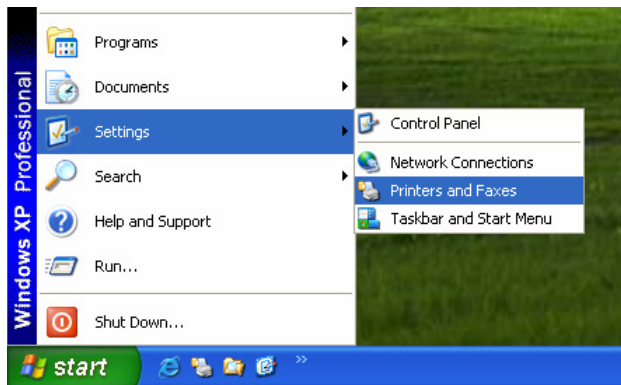 Windows XP Professional
Programs
Documents
Settings
Search
Help and Support
Run...
Shut Down...
Control Panel
Network Connections
Printers and Faxes
Taskbar and Start Menu
start
»